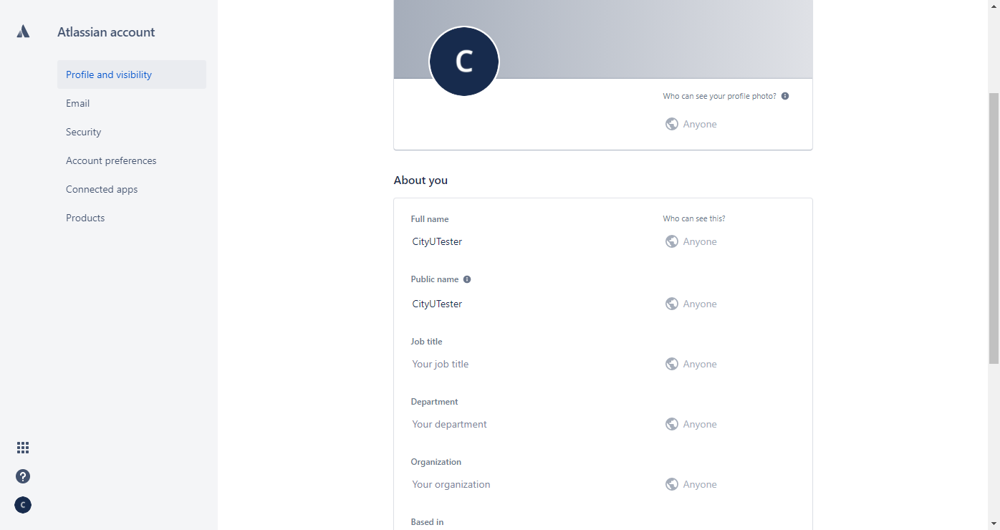 Atlassian account
Profile and visibility
Email
Security
Account preferences
Connected apps
Products
C
C
Who can see your profile photo?
Anyone
About you
Full name
Who can see this?
CityUTester
Anyone
Public name
CityUTester
Anyone
Job title
Your job title
Anyone
Department
Your department
Anyone
Organization
Your organization
Anyone
Based in